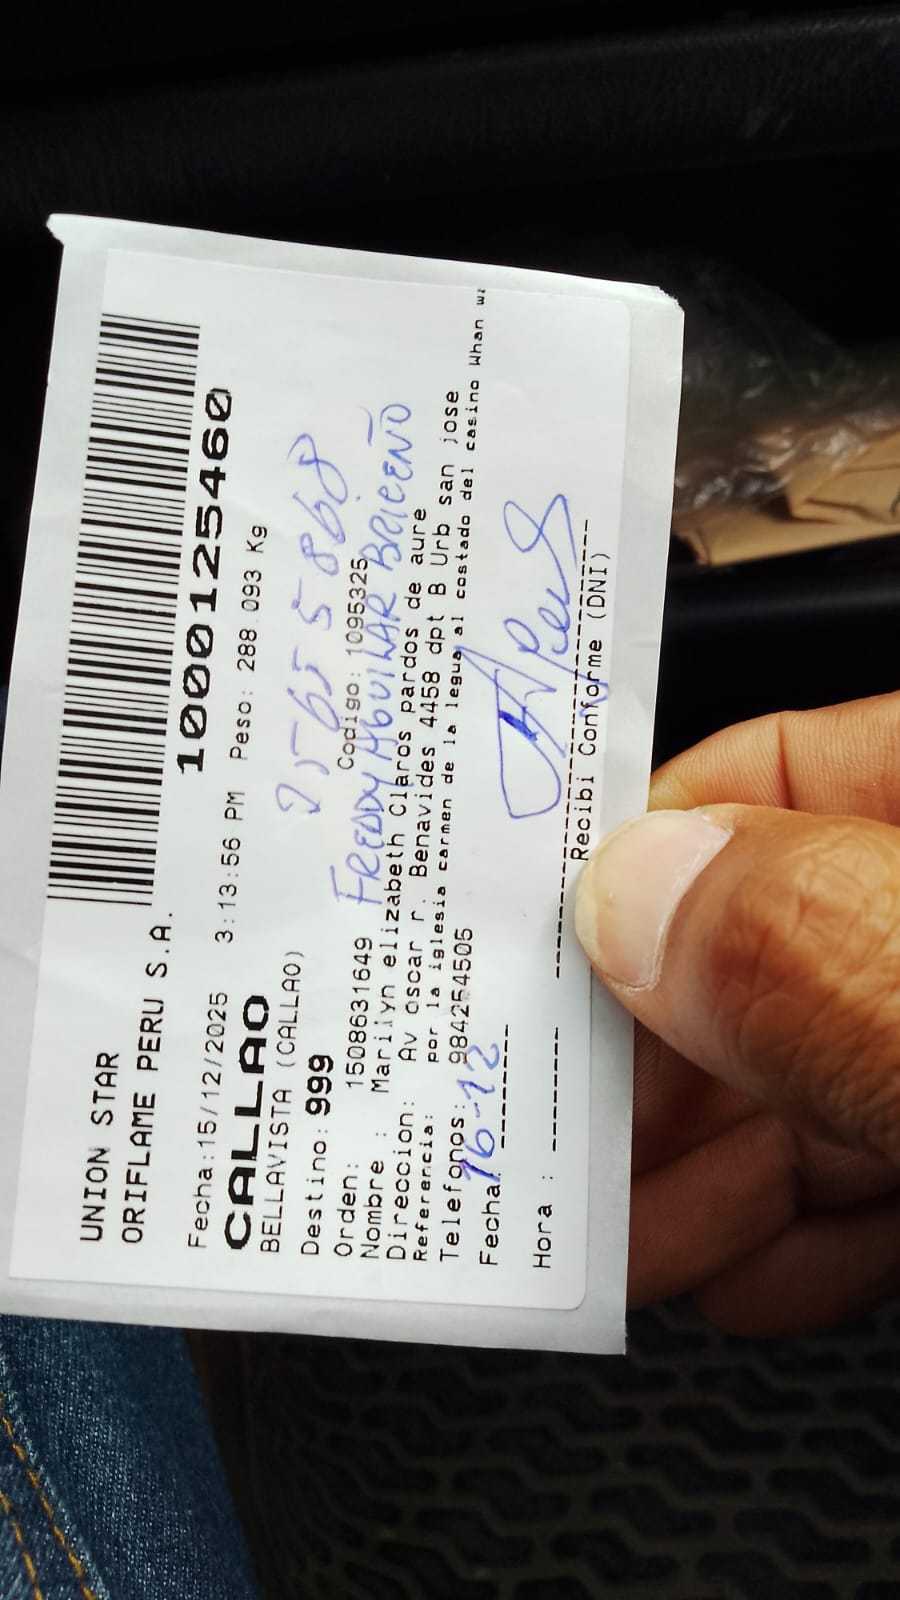 UNION STAR
ORIFLAME PERU S.A.
1000125460
Fecha:15/12/2025 3:13:56 PM Peso: 288.093 Kg
CALLAO
BELLAVISTA (CALLAO)
Destino: 999
25655868
Orden: 1508631649 Codigo: 1095325
FREDDY AGUILAR BRICEÑO
Nombre : Marilyn elizabeth Claros pardos de aure
Direccion: Av oscar r. Benavides 4458 dpt B Urb san jose
Referencia: por la iglesia carmen de la legua al costado del casino Whan wa
Telefonos: 984254505
Fecha: 16-12
Hora :
Recibi Conforme (DNI)